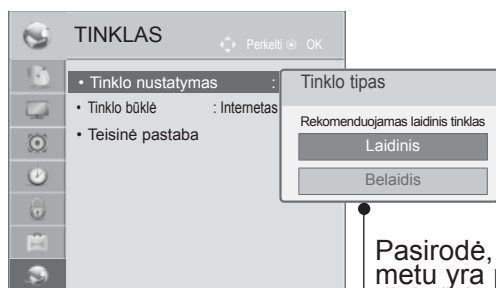 TINKLAS
Perkelti OK
• Tinklo nustatymas :
• Tinklo būklė : Internetas
• Teisinė pastaba
Tinklo tipas
Rekomenduojamas laidinis tinklas
Laidinis
Belaidis
Pasirodė,
metu yra